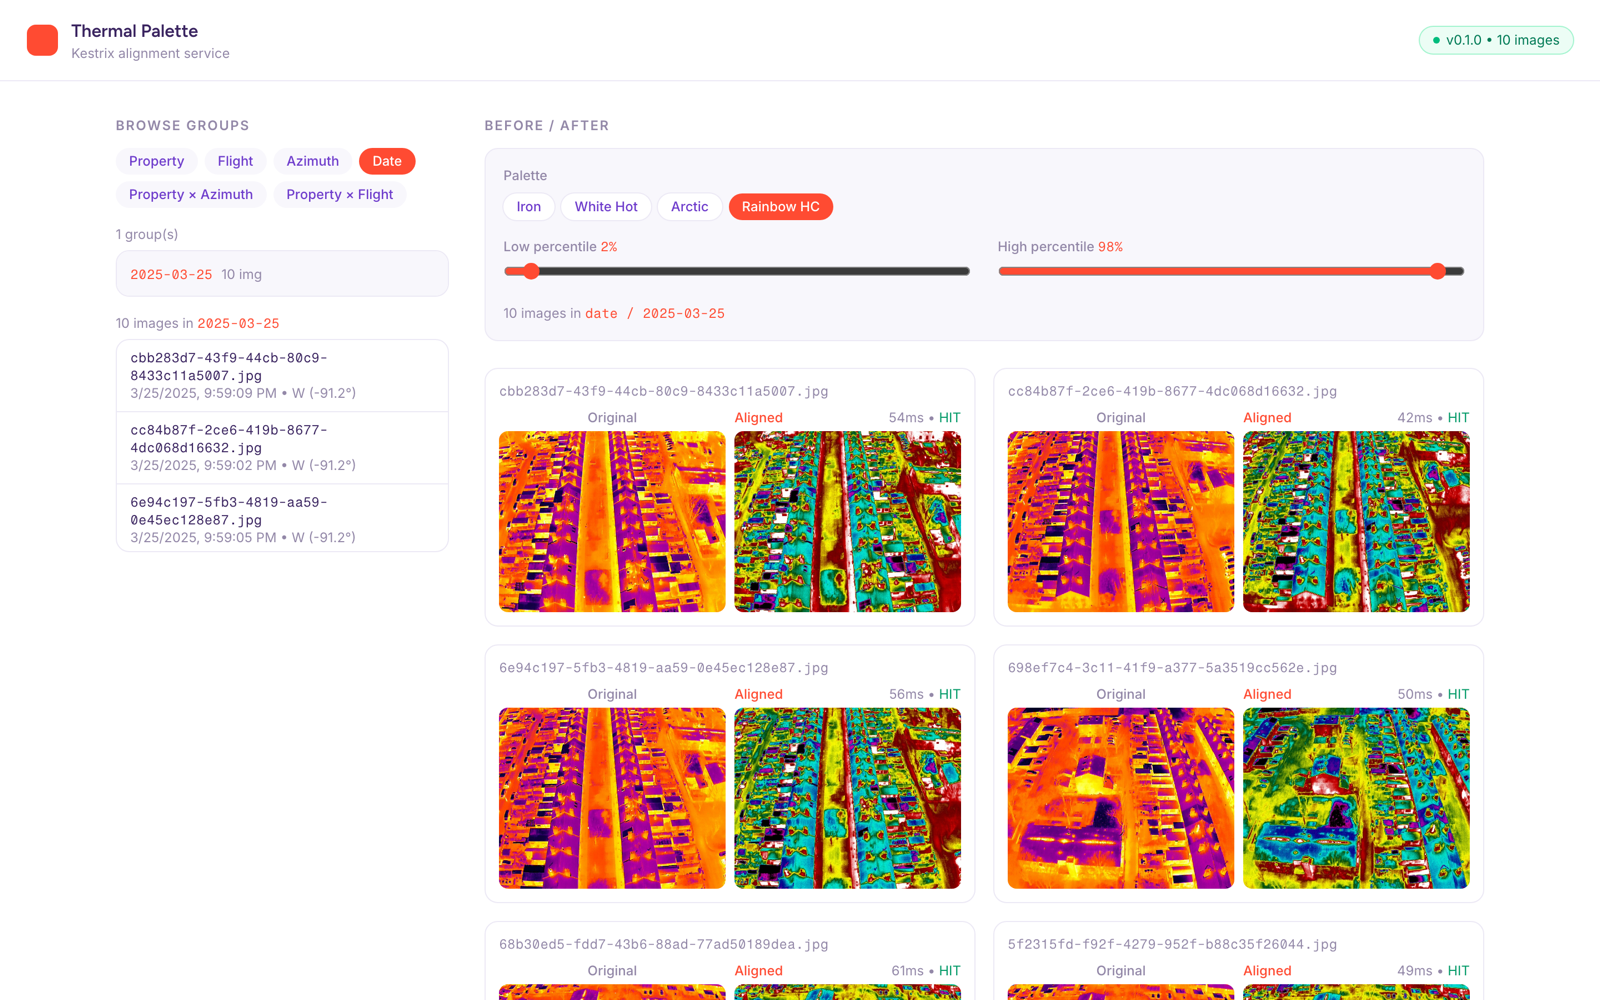 Thermal Palette
Kestrix alignment service
v0.1.0 • 10 images
BROWSE GROUPS
Property
Flight
Azimuth
Date
Property × Azimuth
Property × Flight
1 group(s)
2025-03-25 10 img
10 images in 2025-03-25
cbb283d7-43f9-44cb-80c9-
8433c11a5007.jpg
3/25/2025, 9:59:09 PM • W (-91.2°)
cc84b87f-2ce6-419b-8677-
4dc068d16632.jpg
3/25/2025, 9:59:02 PM • W (-91.2°)
6e94c197-5fb3-4819-aa59-
0e45ec128e87.jpg
3/25/2025, 9:59:05 PM • W (-91.2°)
BEFORE / AFTER
Palette
Iron
White Hot
Arctic
Rainbow HC
Low percentile 2%
High percentile 98%
10 images in date / 2025-03-25
cbb283d7-43f9-44cb-80c9-8433c11a5007.jpg
Original
Aligned
54ms • HIT
cc84b87f-2ce6-419b-8677-4dc068d16632.jpg
Original
Aligned
42ms • HIT
6e94c197-5fb3-4819-aa59-0e45ec128e87.jpg
Original
Aligned
56ms • HIT
698ef7c4-3c11-41f9-a377-5a3519cc562e.jpg
Original
Aligned
50ms • HIT
68b30ed5-fdd7-43b6-88ad-77ad50189dea.jpg
Original
Aligned
61ms • HIT
5f2315fd-f92f-4279-952f-b88c35f26044.jpg
Original
Aligned
49ms • HIT